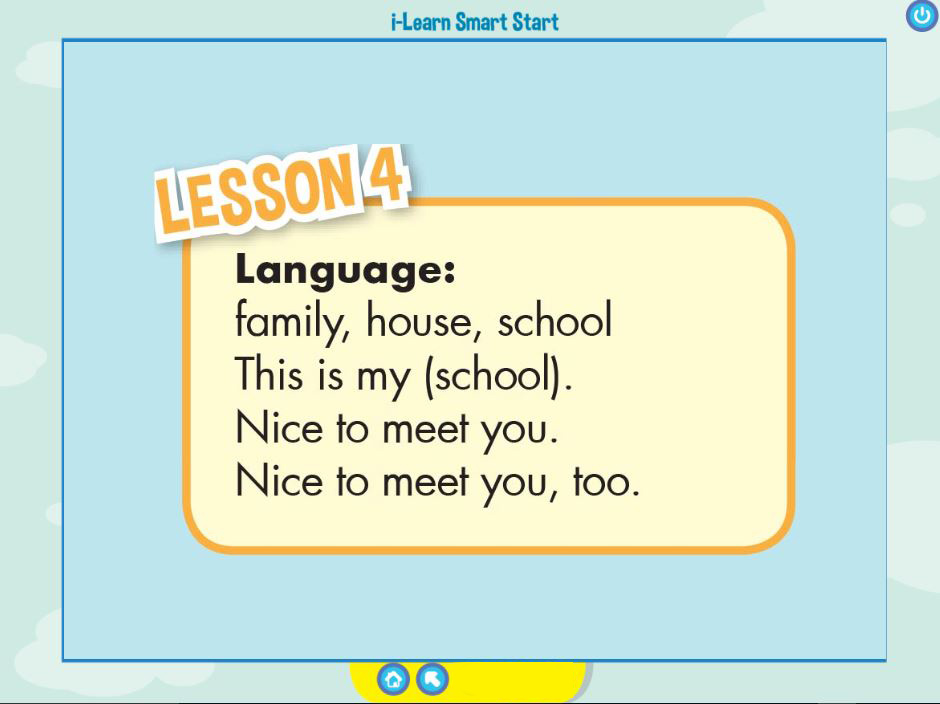 i-Learn Smart Start
LESSON 4
Language:
family, house, school
This is my (school).
Nice to meet you.
Nice to meet you, too.